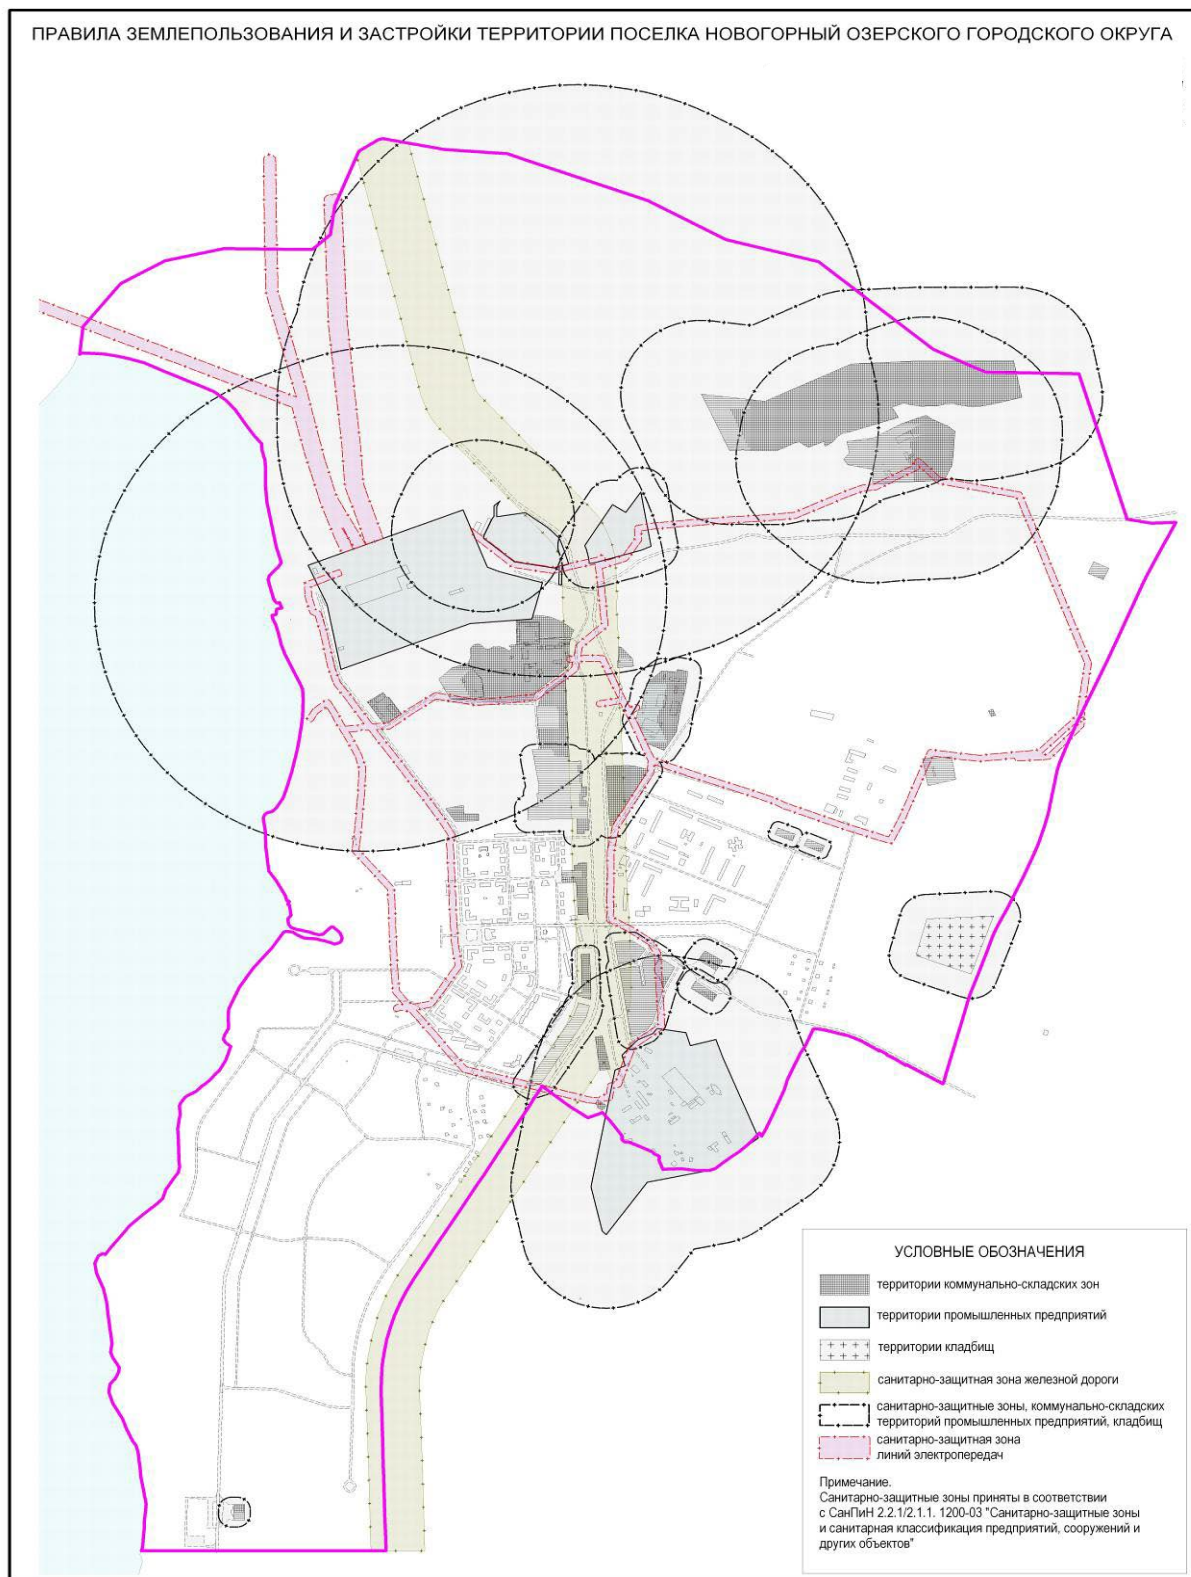 ПРАВИЛА ЗЕМЛЕПОЛЬЗОВАНИЯ И ЗАСТРОЙКИ ТЕРРИТОРИИ ПОСЕЛКА НОВОГОРНЫЙ ОЗЕРСКОГО ГОРОДСКОГО ОКРУГА
УСЛОВНЫЕ ОБОЗНАЧЕНИЯ
территории коммунально-складских зон
территории промышленных предприятий
территории кладбищ
санитарно-защитная зона железной дороги
санитарно-защитные зоны, коммунально-складских
территорий промышленных предприятий, кладбищ
санитарно-защитная зона
линий электропередач
Примечание.
Санитарно-защитные зоны приняты в соответствии
с СанПиН 2.2.1/2.1.1. 1200-03 "Санитарно-защитные зоны
и санитарная классификация предприятий, сооружений и
других объектов"